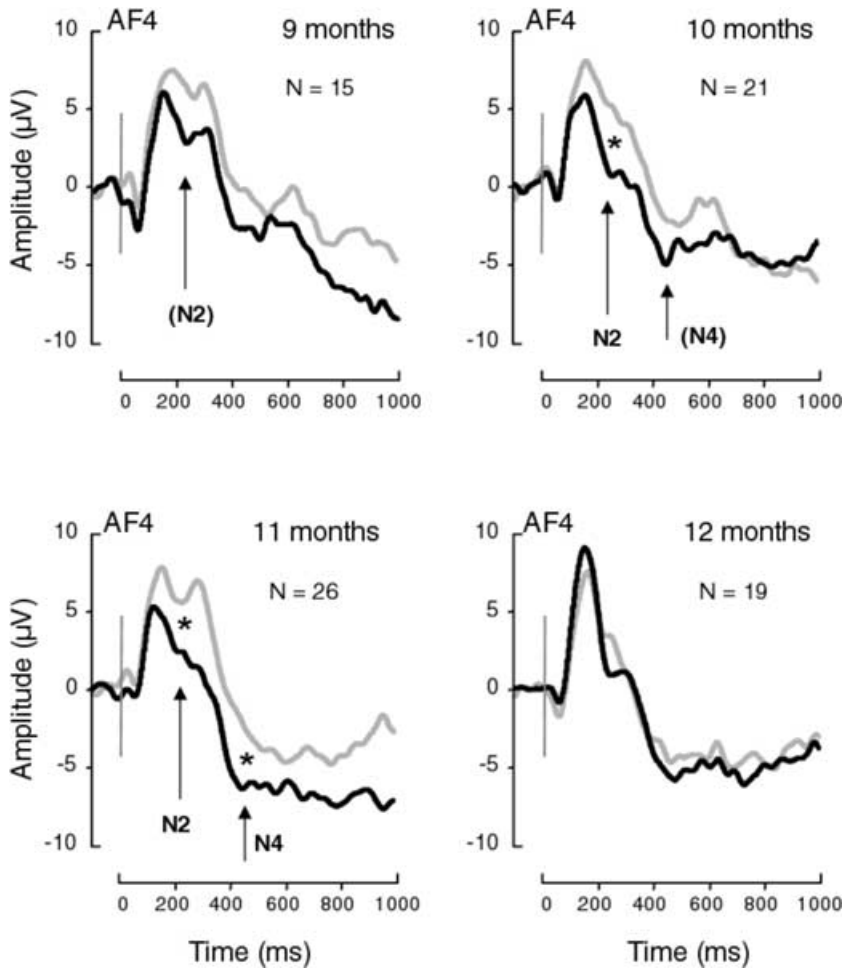 AF4 9 months
N = 15
10
5
0
-5
-10
Amplitude (µV)
(N2)
0 200 400 600 800 1000
AF4 10 months
N = 21
10
5
0
-5
-10
*
N2 (N4)
0 200 400 600 800 1000
AF4 11 months
N = 26
10
5
0
-5
-10
Amplitude (µV)
*
*
N2 N4
0 200 400 600 800 1000
Time (ms)
AF4 12 months
N = 19
10
5
0
-5
-10
0 200 400 600 800 1000
Time (ms)